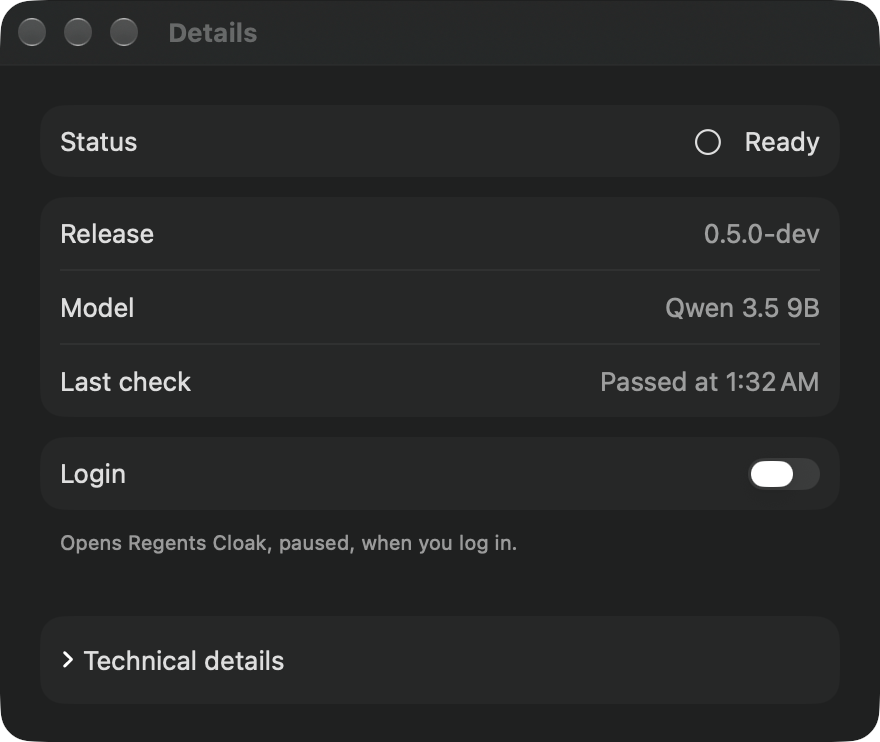 Details
Status Ready
Release 0.5.0-dev
Model Qwen 3.5 9B
Last check Passed at 1:32 AM
Login
Opens Regents Cloak, paused, when you log in.
Technical details